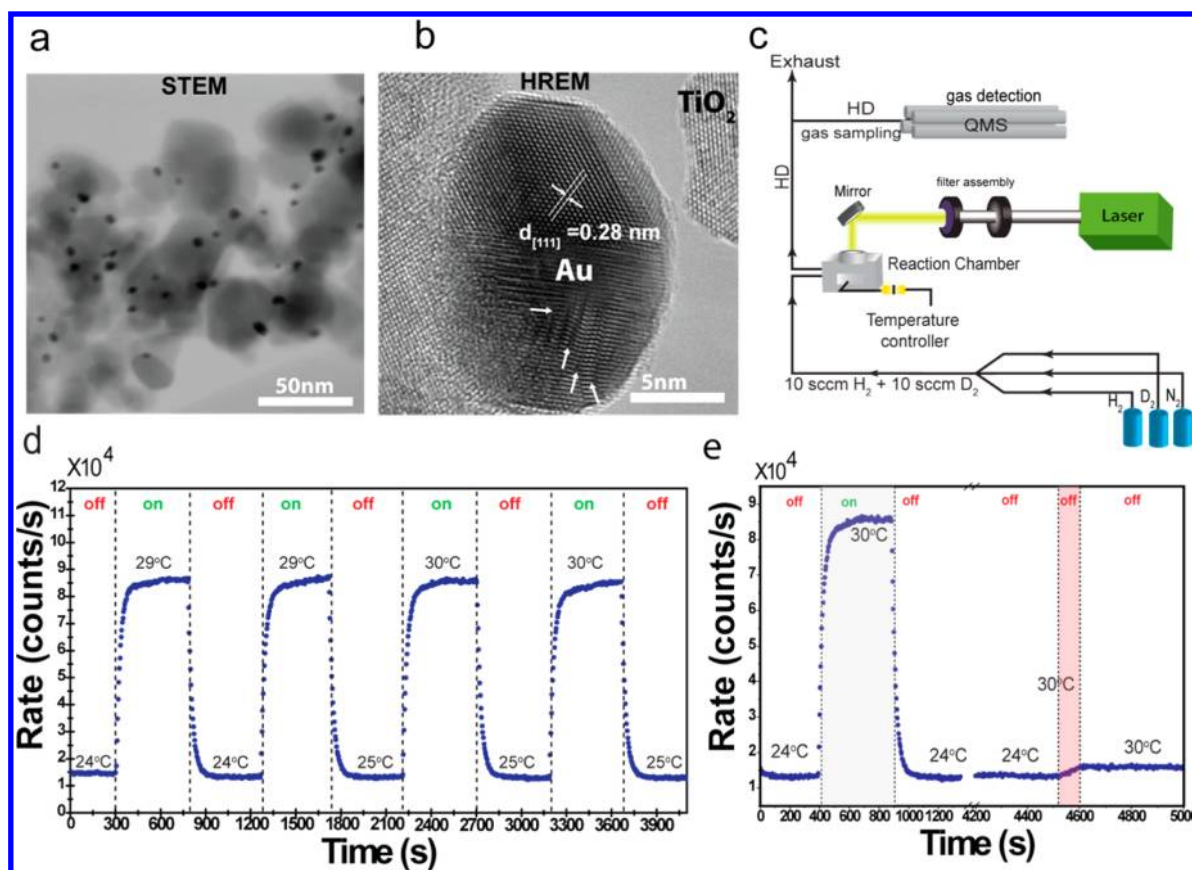 a
STEM
50nm
b
HREM
TiO2
d[111] =0.28 nm
Au
5nm
c
Exhaust
HD
gas sampling
gas detection
QMS
HD
Mirror
filter assembly
Laser
Reaction Chamber
Temperature
controller
10 sccm H2 + 10 sccm D2
H2 D2 N2
d
X10^4
Rate (counts/s)
12
11
10
9
8
7
6
5
4
3
2
1
0
off on off on off on off on off
29°C 29°C 30°C 30°C
24°C 24°C 25°C 25°C 25°C
0 300 600 900 1200 1500 1800 2100 2400 2700 3000 3300 3600 3900
Time (s)
e
X10^4
Rate (counts/s)
9
8
7
6
5
4
3
2
1
0
off on off off off off
30°C
30°C
24°C 24°C 24°C 30°C
0 200 400 600 800 1000 1200 4200 4400 4600 4800 5000
Time (s)